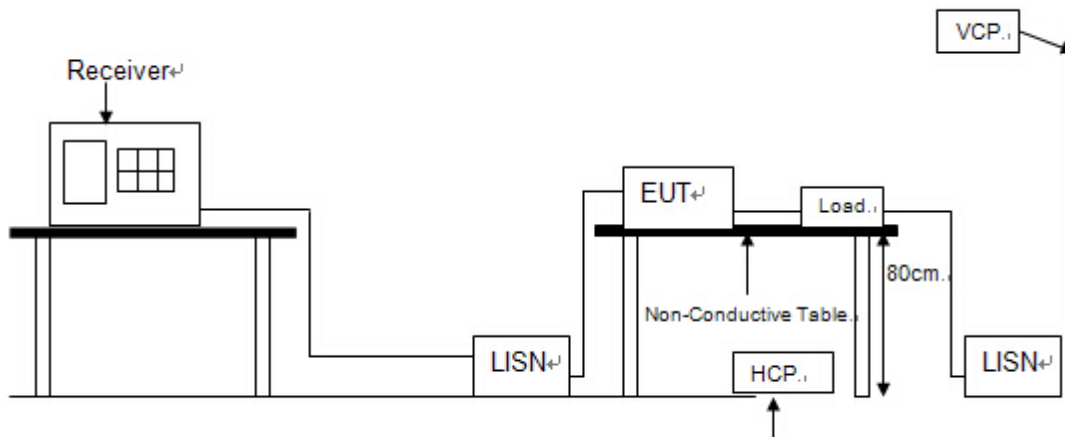 VCP.
Receiver
EUT
Load.
80cm.
Non-Conductive Table.
LISN
HCP.
LISN